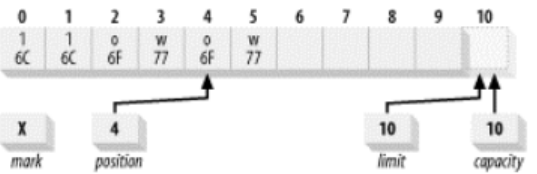 0 1 2 3 4 5 6 7 8 9 10
l l o w o w
6C 6C 6F 77 6F 77
X 4 10 10
mark position limit capacity